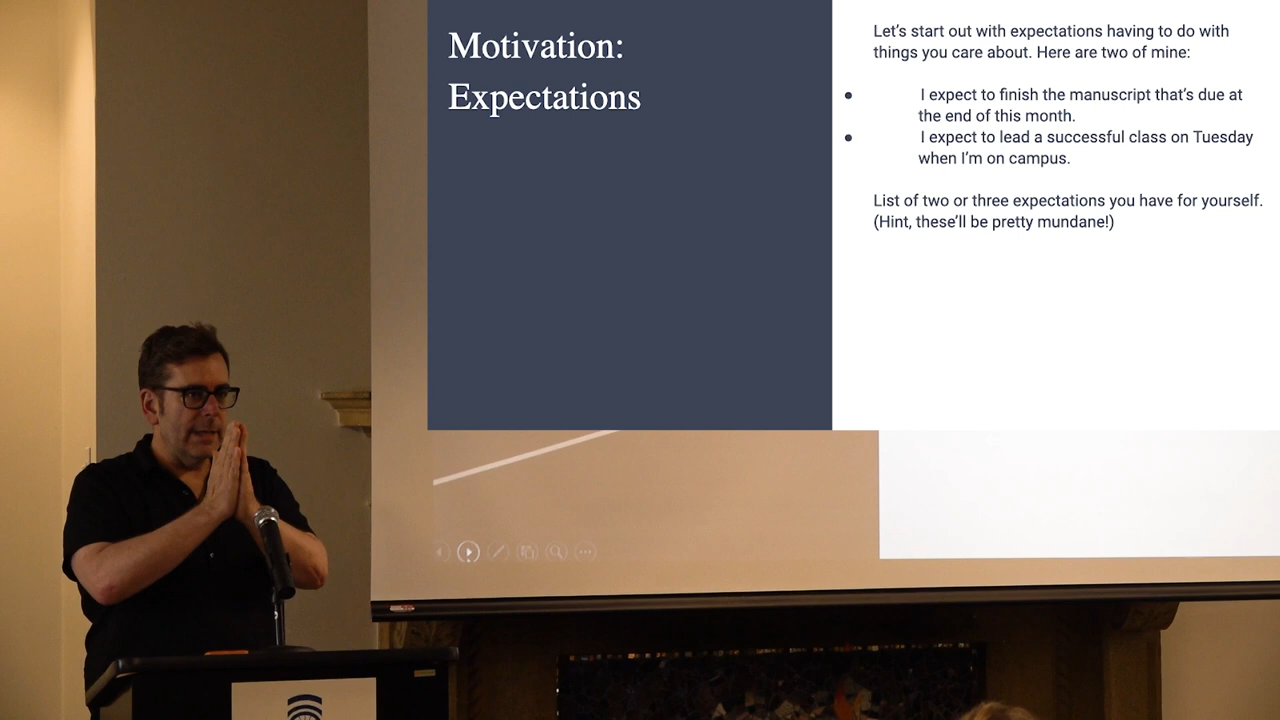 Motivation:
Expectations
Let's start out with expectations having to do with
things you care about. Here are two of mine:
● I expect to finish the manuscript that's due at
the end of this month.
● I expect to lead a successful class on Tuesday
when I'm on campus.
List of two or three expectations you have for yourself.
(Hint, these'll be pretty mundane!)